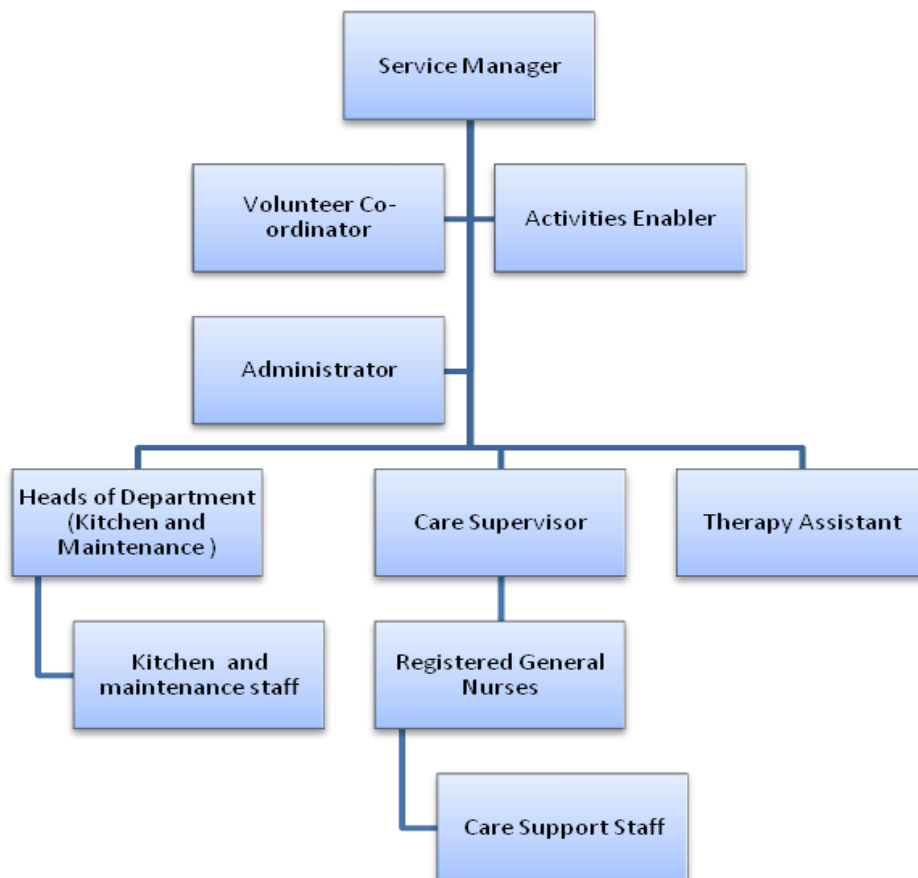 Service Manager
Volunteer Co-
ordinator
Activities Enabler
Administrator
Heads of Department
(Kitchen and
Maintenance )
Care Supervisor
Therapy Assistant
Kitchen  and
maintenance staff
Registered General
Nurses
Care Support Staff